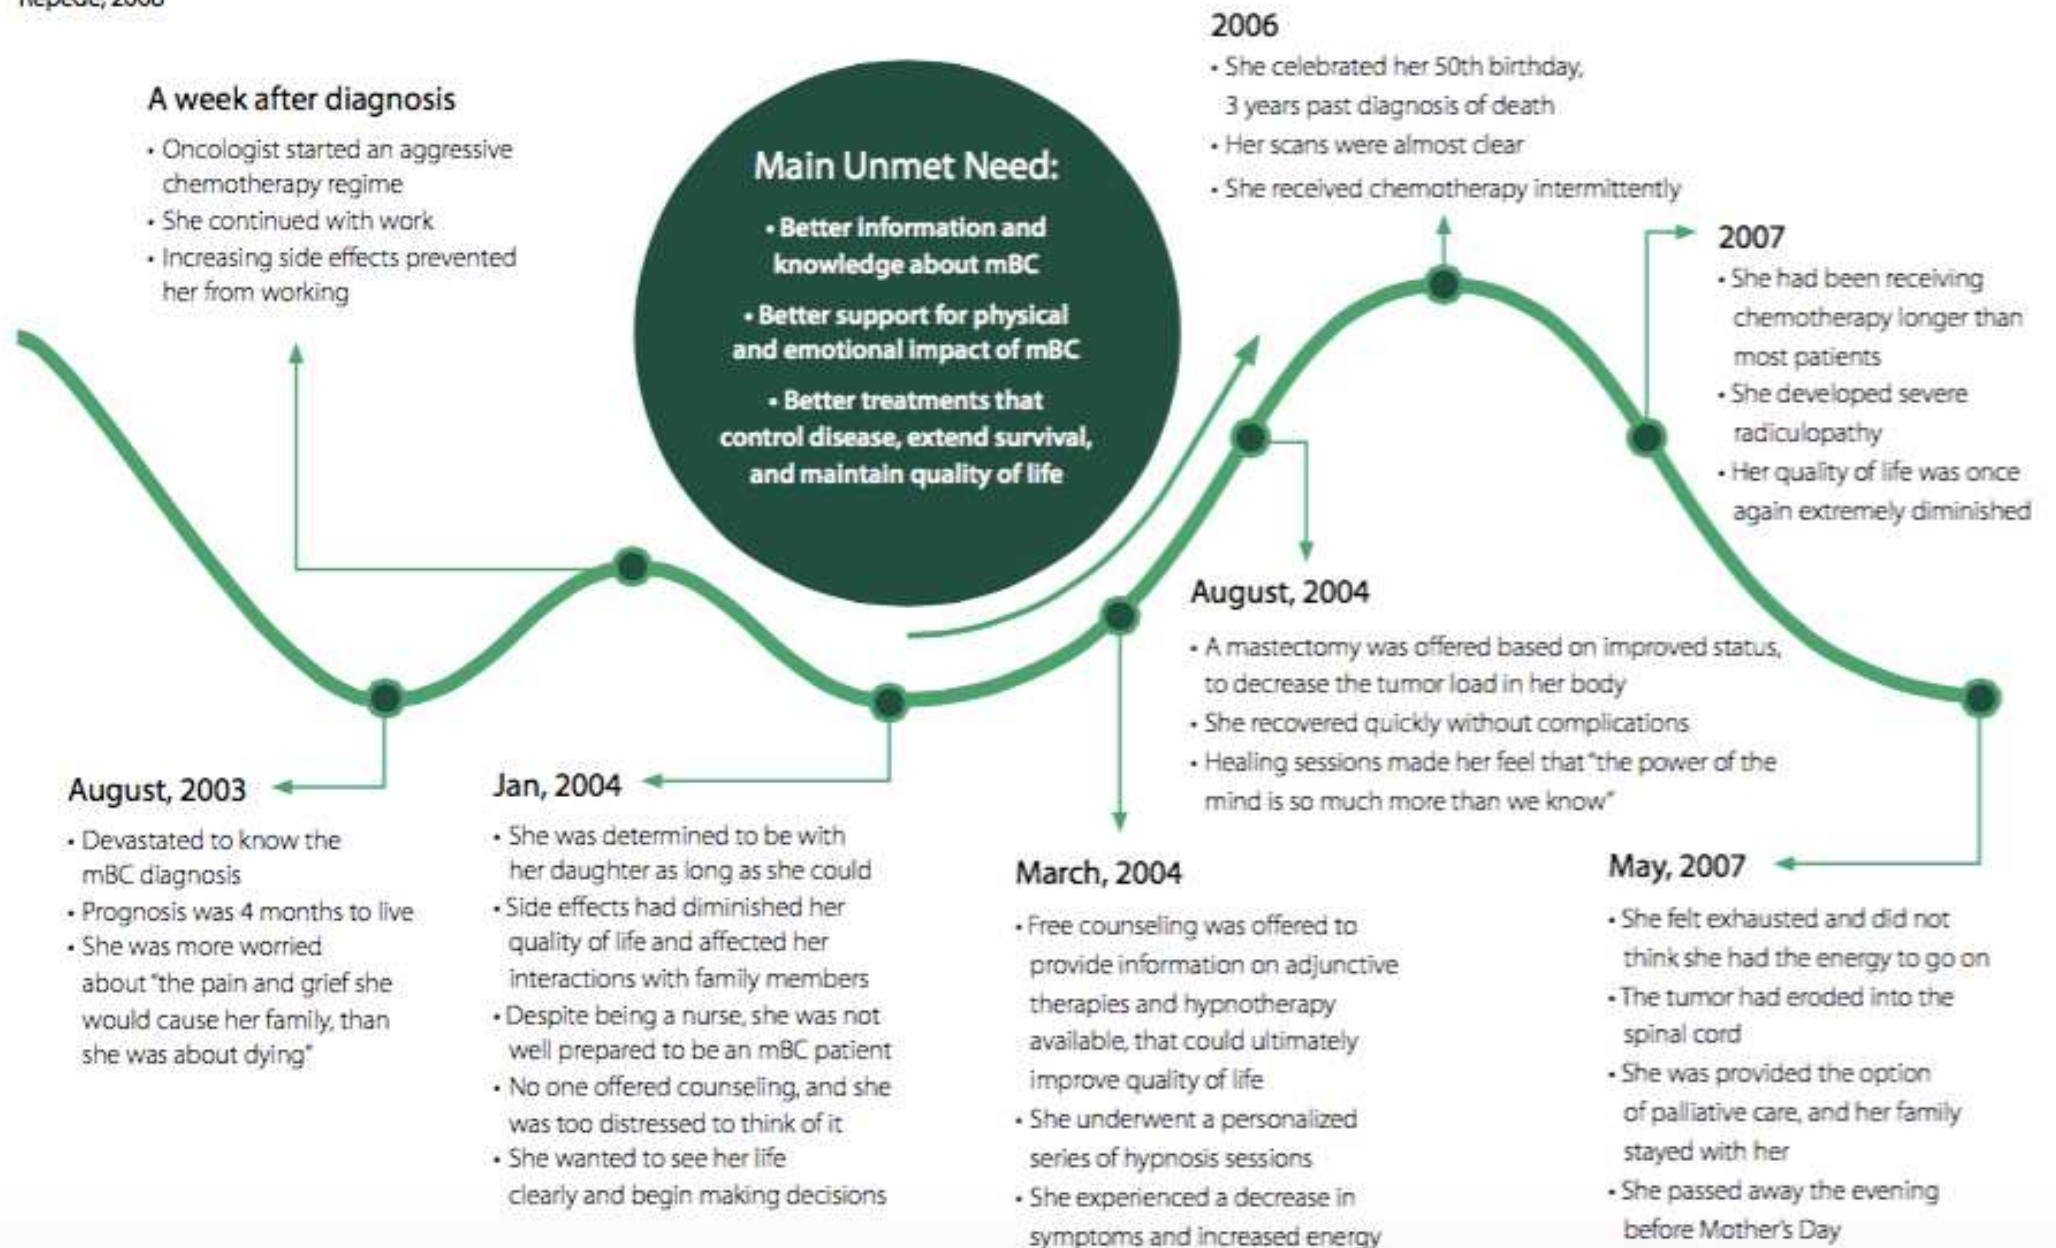 Repede, 2008
A week after diagnosis
• Oncologist started an aggressive
chemotherapy regime
• She continued with work
• Increasing side effects prevented
her from working
Main Unmet Need:
• Better information and
knowledge about mBC
• Better support for physical
and emotional impact of mBC
• Better treatments that
control disease, extend survival,
and maintain quality of life
2006
• She celebrated her 50th birthday,
3 years past diagnosis of death
• Her scans were almost clear
• She received chemotherapy intermittently
2007
• She had been receiving
chemotherapy longer than
most patients
• She developed severe
radiculopathy
• Her quality of life was once
again extremely diminished
August, 2003
• Devastated to know the
mBC diagnosis
• Prognosis was 4 months to live
• She was more worried
about "the pain and grief she
would cause her family, than
she was about dying"
Jan, 2004
• She was determined to be with
her daughter as long as she could
• Side effects had diminished her
quality of life and affected her
interactions with family members
• Despite being a nurse, she was not
well prepared to be an mBC patient
• No one offered counseling, and she
was too distressed to think of it
• She wanted to see her life
clearly and begin making decisions
March, 2004
• Free counseling was offered to
provide information on adjunctive
therapies and hypnotherapy
available, that could ultimately
improve quality of life
• She underwent a personalized
series of hypnosis sessions
• She experienced a decrease in
symptoms and increased energy
August, 2004
• A mastectomy was offered based on improved status,
to decrease the tumor load in her body
• She recovered quickly without complications
• Healing sessions made her feel that "the power of the
mind is so much more than we know"
May, 2007
• She felt exhausted and did not
think she had the energy to go on
• The tumor had eroded into the
spinal cord
• She was provided the option
of palliative care, and her family
stayed with her
• She passed away the evening
before Mother's Day